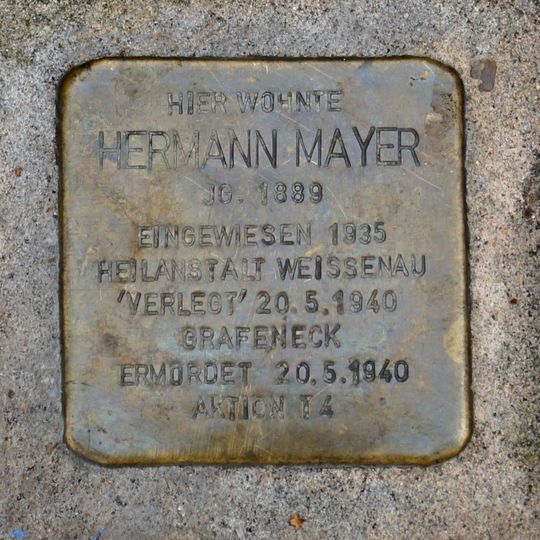 HIER WOHNTE
HERMANN MAYER
JG. 1889
EINGEWIESEN 1935
HEILANSTALT WEISSENAU
'VERLEGT' 20.5.1940
GRAFENECK
ERMORDET 20.5.1940
AKTION T4